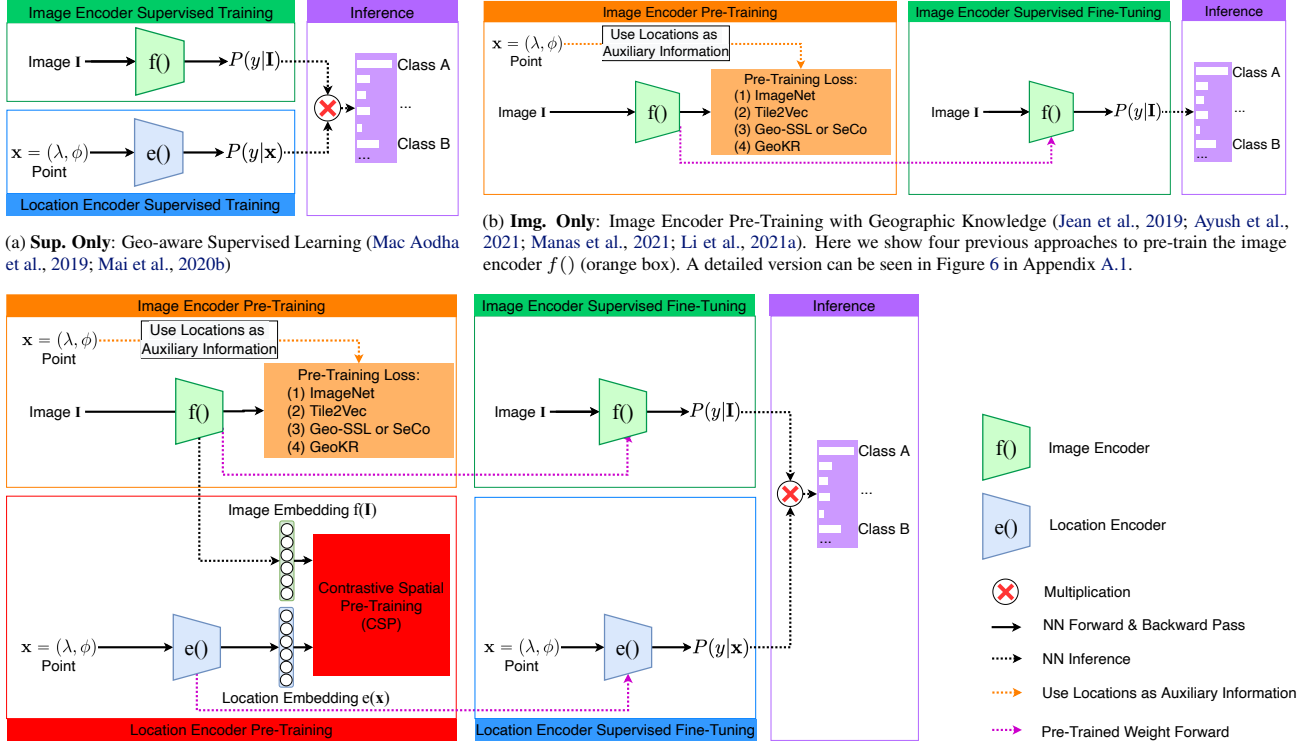 Image Encoder Supervised Training
Inference
Image I
f()
P(y|I)
x = (λ, ϕ)
Point
e()
P(y|x)
Class A
...
Class B
...
Location Encoder Supervised Training
(a) Sup. Only: Geo-aware Supervised Learning (Mac Aodha
et al., 2019; Mai et al., 2020b)
Image Encoder Pre-Training
Image Encoder Supervised Fine-Tuning
Inference
x = (λ, ϕ)
Point
Use Locations as
Auxiliary Information
Image I
f()
Pre-Training Loss:
(1) ImageNet
(2) Tile2Vec
(3) Geo-SSL or SeCo
(4) GeoKR
Image I
f()
P(y|I)
Class A
...
Class B
...
(b) Img. Only: Image Encoder Pre-Training with Geographic Knowledge (Jean et al., 2019; Ayush et al.,
2021; Manas et al., 2021; Li et al., 2021a). Here we show four previous approaches to pre-train the image
encoder f() (orange box). A detailed version can be seen in Figure 6 in Appendix A.1.
Image Encoder Pre-Training
Image Encoder Supervised Fine-Tuning
Inference
x = (λ, ϕ)
Point
Use Locations as
Auxiliary Information
Image I
f()
Pre-Training Loss:
(1) ImageNet
(2) Tile2Vec
(3) Geo-SSL or SeCo
(4) GeoKR
Image I
f()
P(y|I)
Image Embedding f(I)
Contrastive Spatial
Pre-Training
(CSP)
x = (λ, ϕ)
Point
e()
Location Embedding e(x)
Location Encoder Pre-Training
x = (λ, ϕ)
Point
e()
P(y|x)
Location Encoder Supervised Fine-Tuning
Class A
...
Class B
...
f()
Image Encoder
e()
Location Encoder
Multiplication
NN Forward & Backward Pass
NN Inference
Use Locations as Auxiliary Information
Pre-Trained Weight Forward